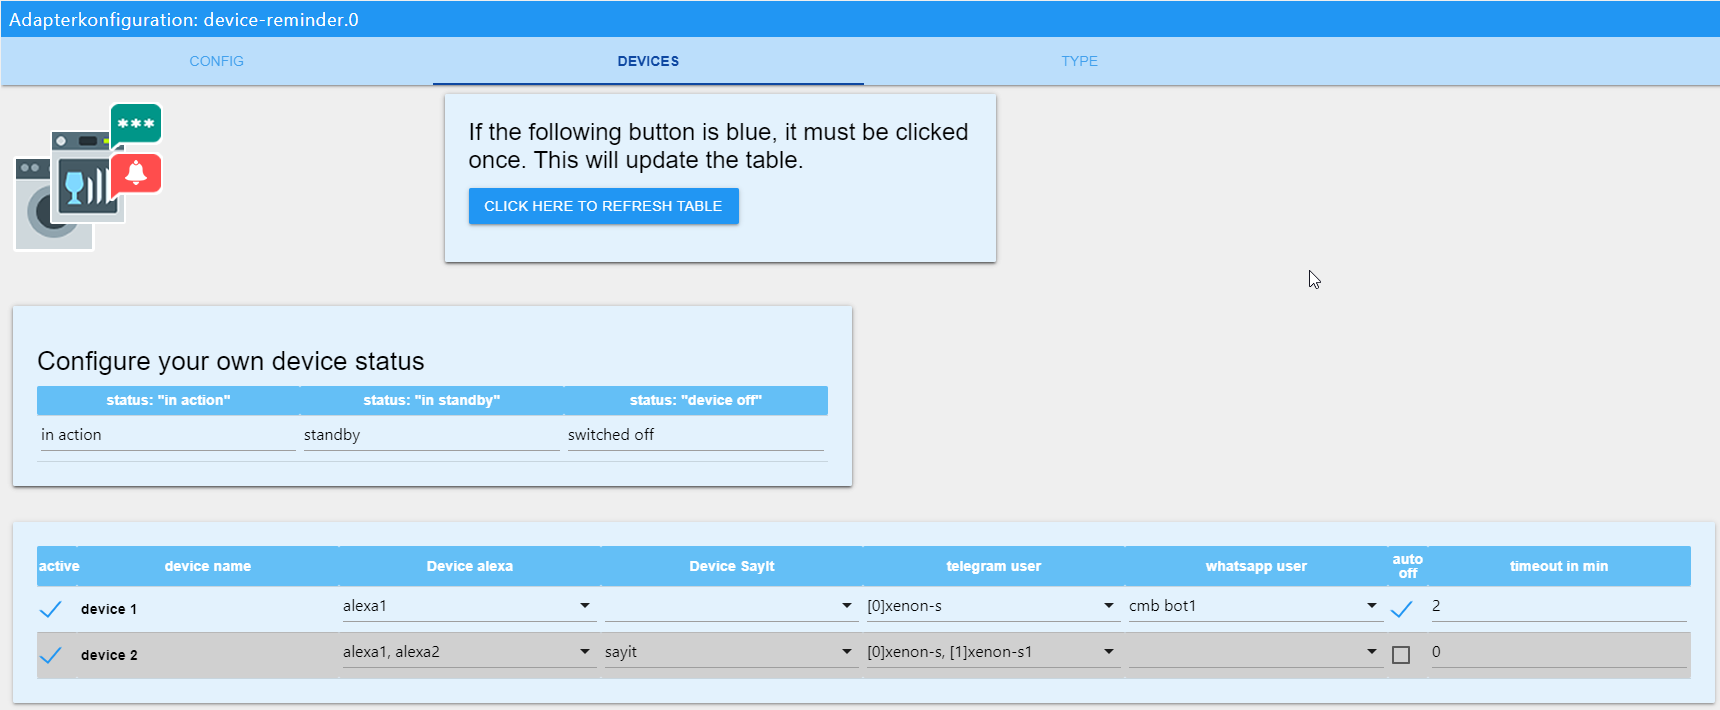 Adapterkonfiguration: device-reminder.0
CONFIG DEVICES TYPE
***
If the following button is blue, it must be clicked
once. This will update the table.
CLICK HERE TO REFRESH TABLE
Configure your own device status
status: "in action" status: "in standby" status: "device off"
in action standby switched off
active device name Device alexa Device SayIt telegram user whatsapp user auto off timeout in min
device 1 alexa1 [0]xenon-s cmb bot1 2
device 2 alexa1, alexa2 sayit [0]xenon-s, [1]xenon-s1 0